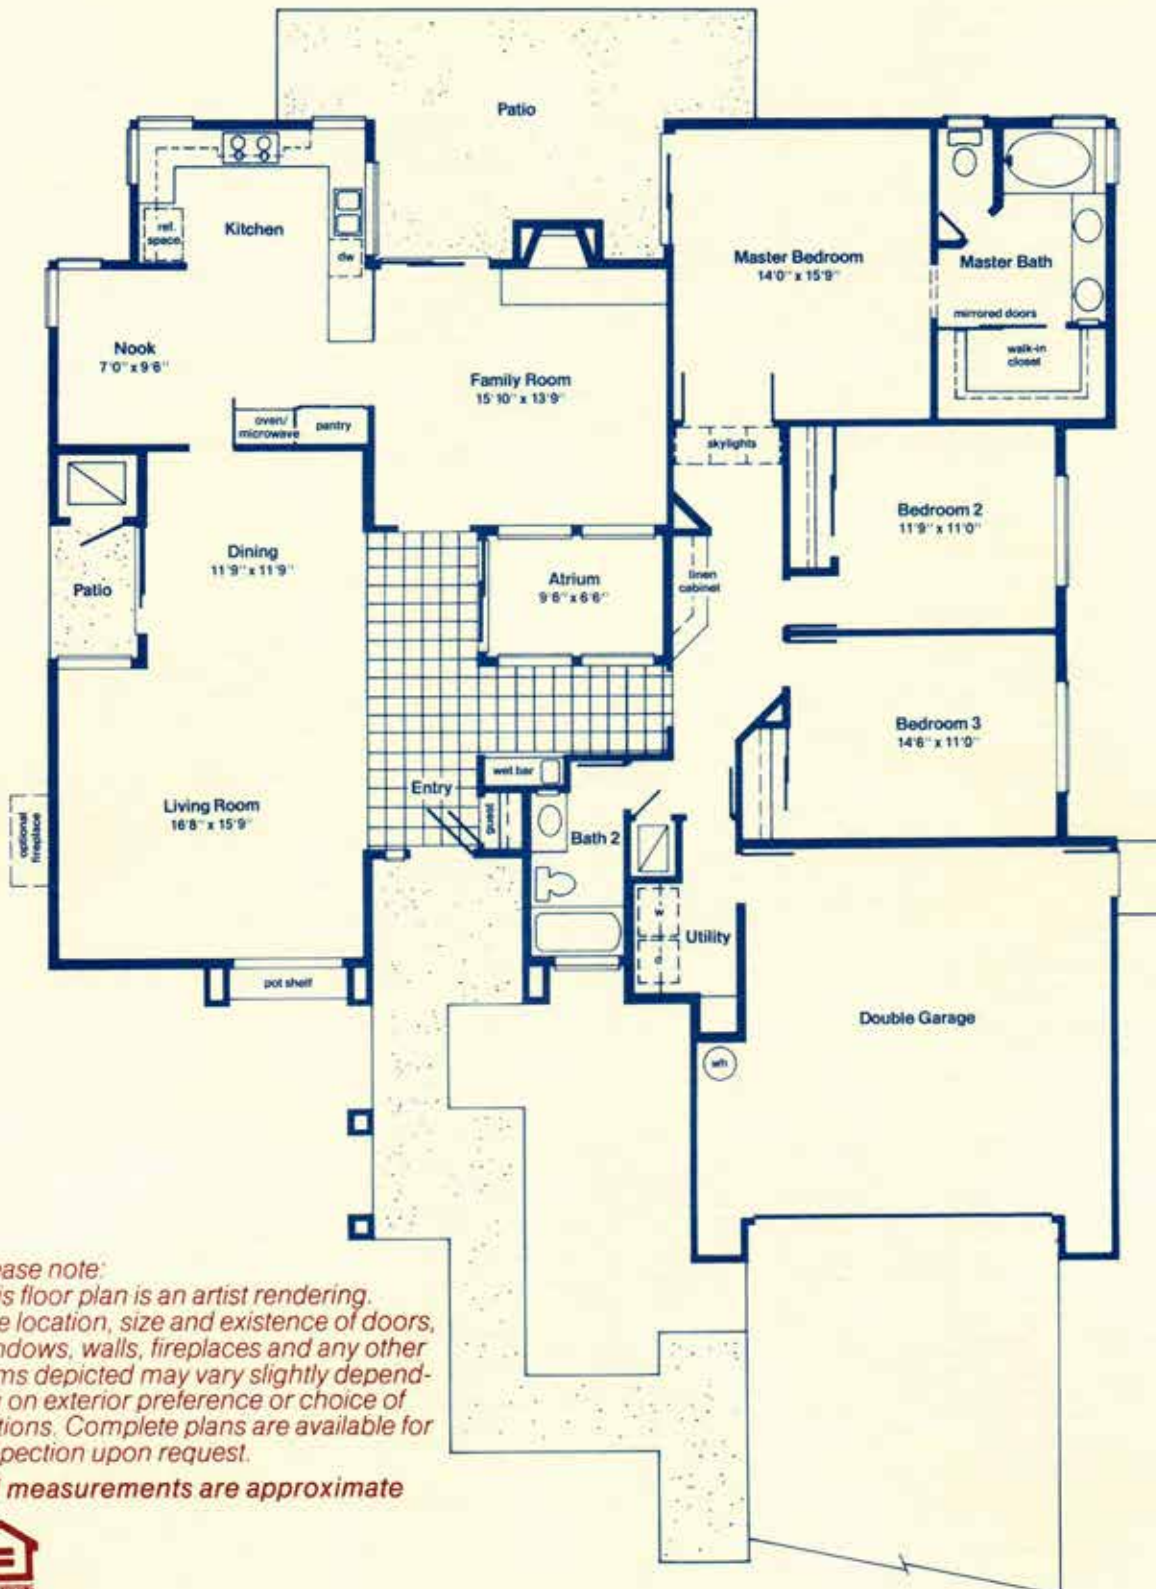 Patio
Kitchen
ref.
space
dw
Master Bedroom
14'0" x 15'9"
Master Bath
mirrored doors
walk-in
closet
Nook
7'0" x 9'6"
Family Room
15'10" x 13'9"
oven/
microwave
pantry
skylights
Bedroom 2
11'9" x 11'0"
Dining
11'9" x 11'9"
Patio
Atrium
9'6" x 6'6"
linen
cabinet
Bedroom 3
14'6" x 11'0"
wet bar
Entry
guest
Living Room
16'8" x 15'9"
optional
fireplace
Bath 2
w
d
Utility
pot shelf
Double Garage
wh
ease note:
is floor plan is an artist rendering.
e location, size and existence of doors,
ndows, walls, fireplaces and any other
ms depicted may vary slightly depend-
on exterior preference or choice of
tions. Complete plans are available for
pection upon request.
measurements are approximate